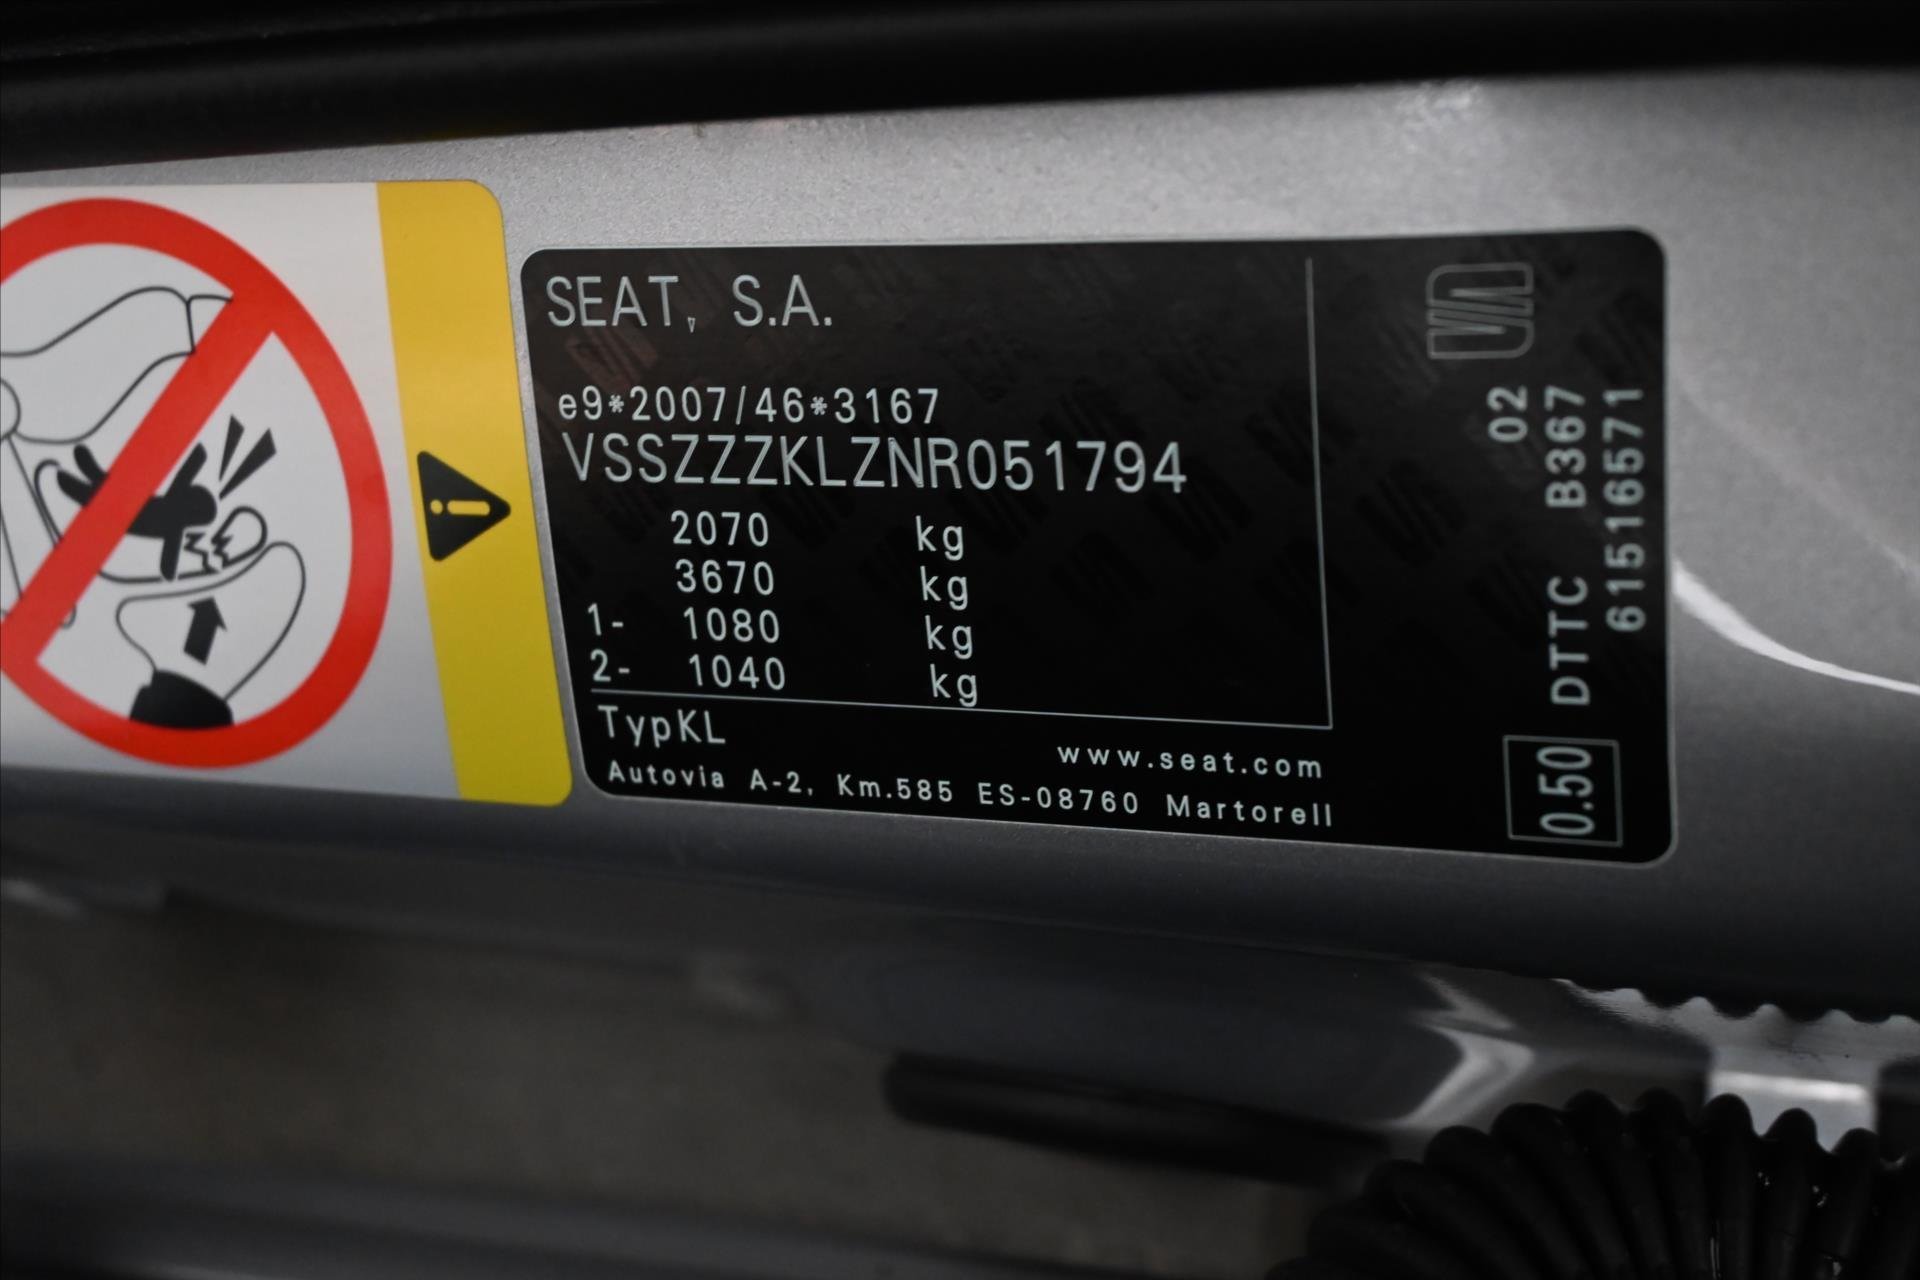 SEAT, S.A.
e9*2007/46*3167
VSSZZZKLZNR051794
2070 kg
3670 kg
1- 1080 kg
2- 1040 kg
TypKL
www.seat.com
Autovia A-2, Km.585 ES-08760 Martorell
02
DTTC B367
61516571
0.50